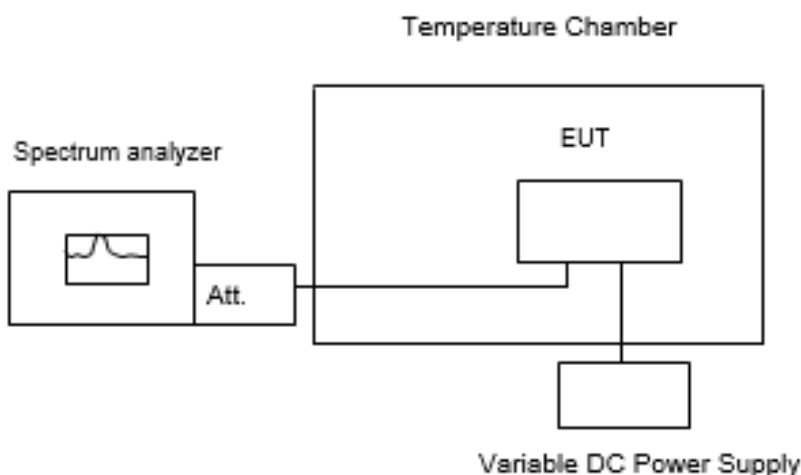 Temperature Chamber
Spectrum analyzer
EUT
Att.
Variable DC Power Supply